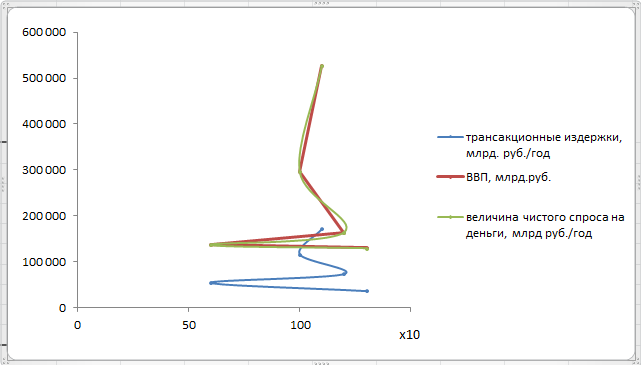 600 000
500 000
400 000
300 000
200 000
100 000
0
0
50
100
x10
трансакционные издержки,
млрд. руб./год
ВВП, млрд.руб.
величина чистого спроса на
деньги, млрд руб./год